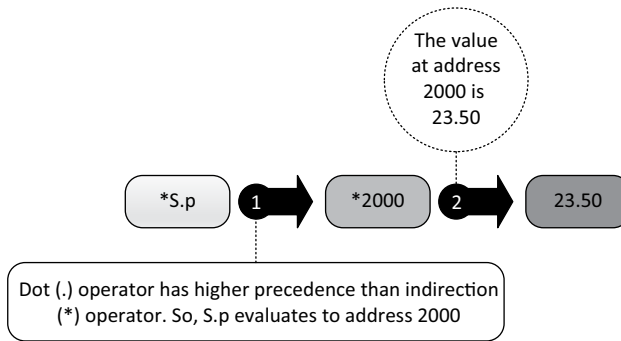 The value
at address
2000 is
23.50
*S.p
1
*2000
2
23.50
Dot (.) operator has higher precedence than indirection
(*) operator. So, S.p evaluates to address 2000